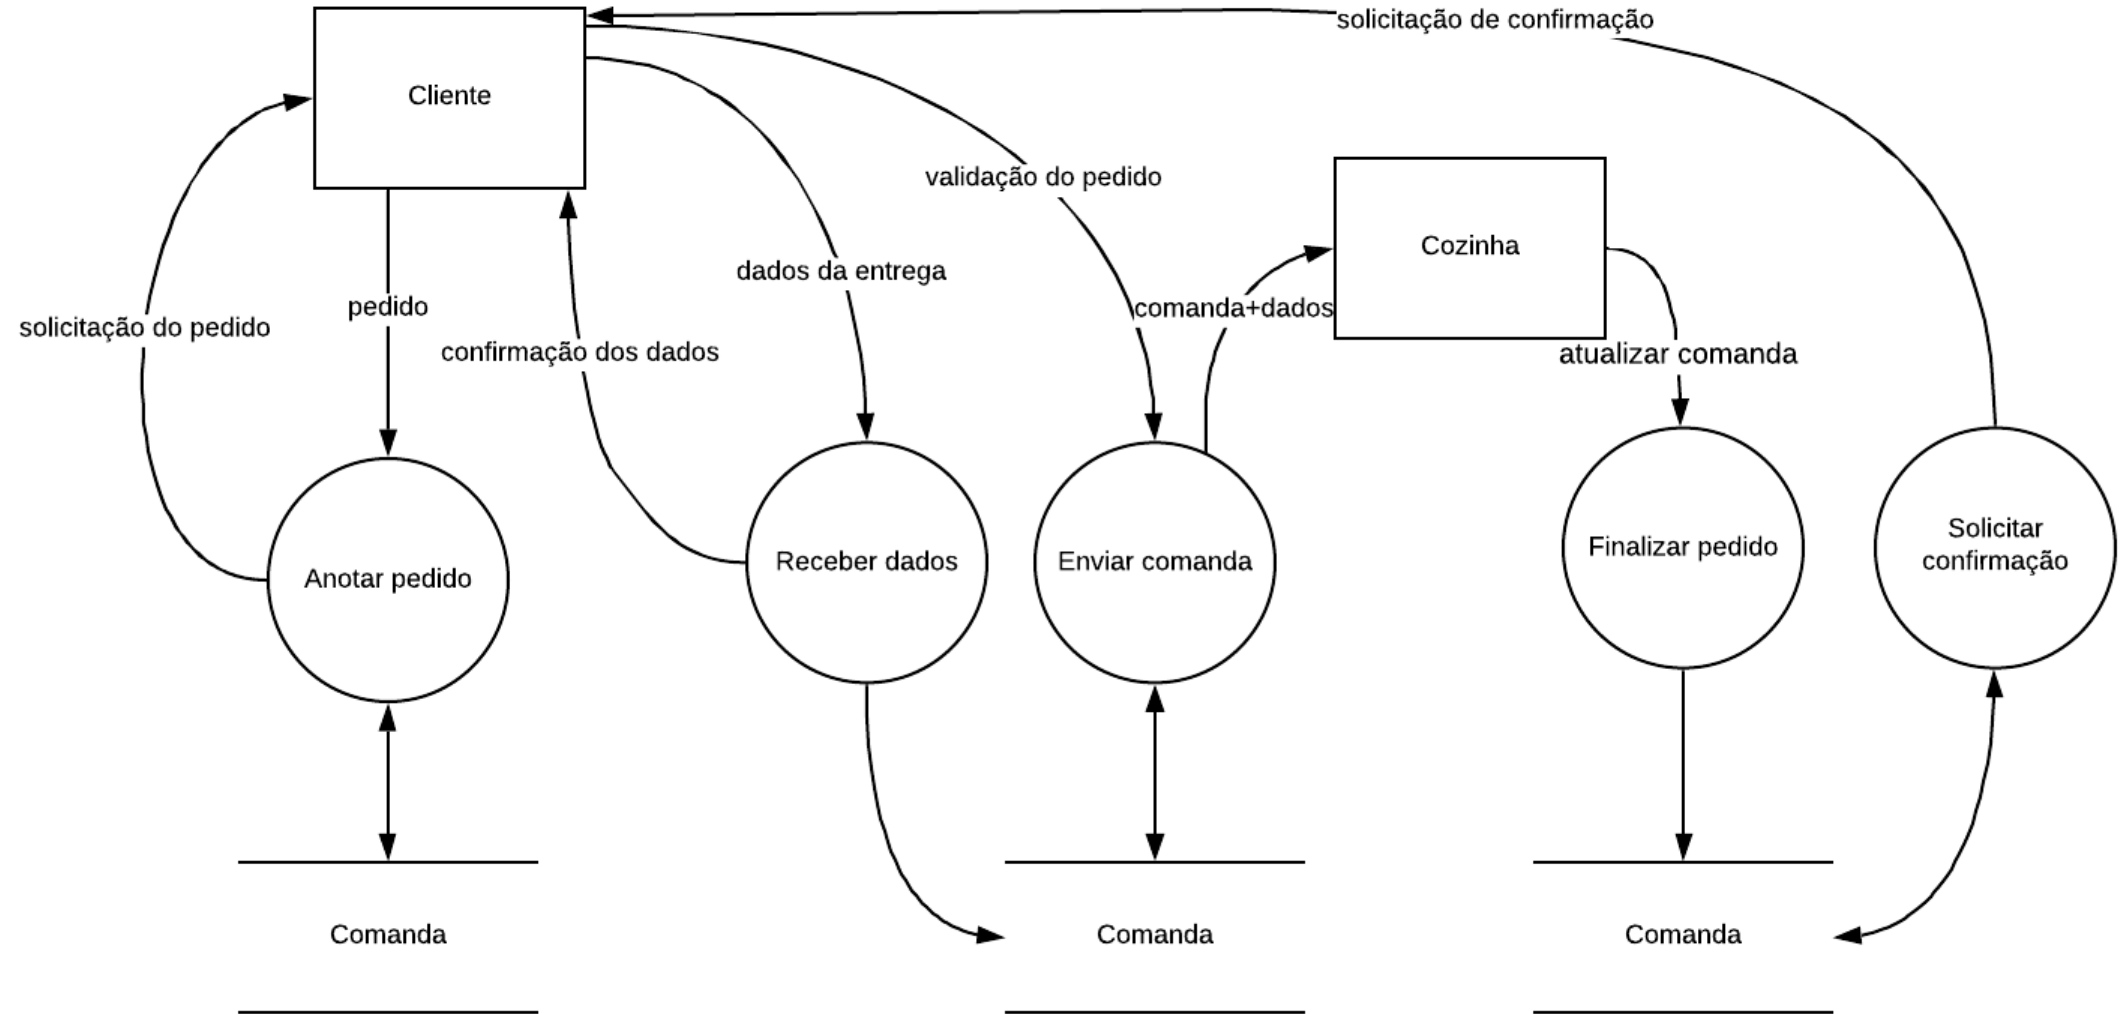 solicitação de confirmação
Cliente
validação do pedido
Cozinha
dados da entrega
pedido
comanda+dados
solicitação do pedido
confirmação dos dados
atualizar comanda
Anotar pedido
Receber dados
Enviar comanda
Finalizar pedido
Solicitar
confirmação
Comanda
Comanda
Comanda